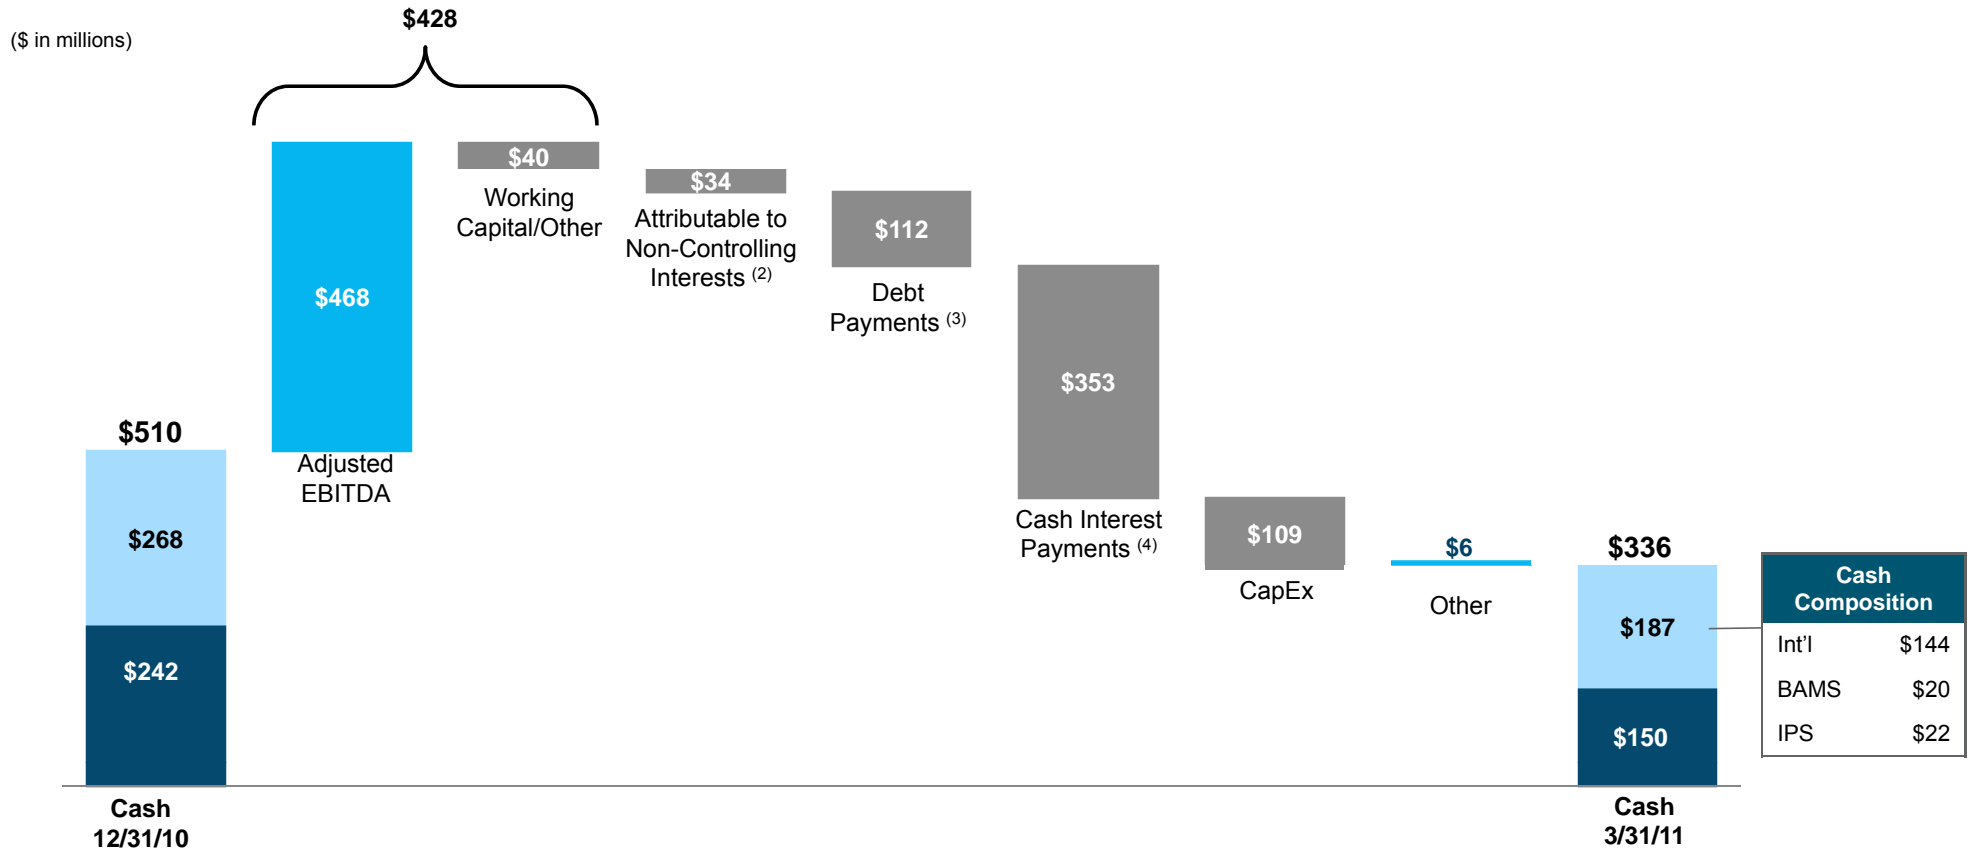 $428
($ in millions)
$40
Working
Capital/Other
$34
Attributable to
Non-Controlling
Interests (2)
$112
Debt
Payments (3)
$468
Adjusted
EBITDA
$353
Cash Interest
Payments (4)
$510
$268
$242
Cash
12/31/10
$109
CapEx
$6
Other
$336
$187
$150
Cash
3/31/11
Cash
Composition
Int'l $144
BAMS $20
IPS $22